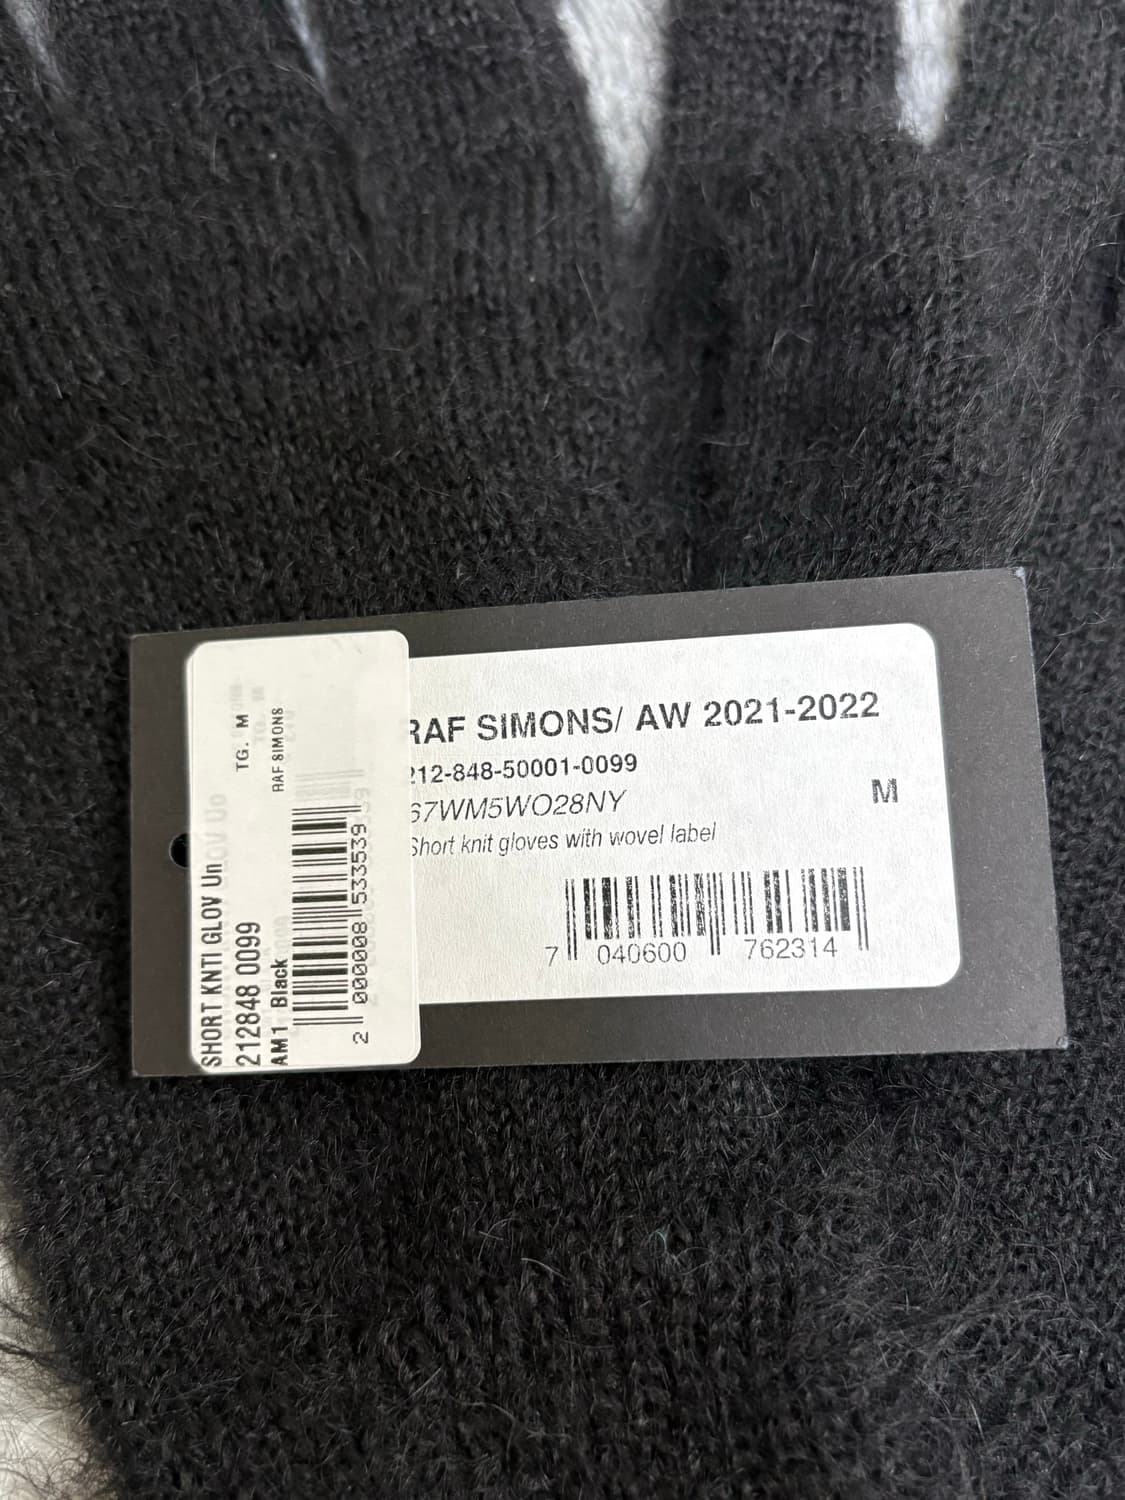 SHORT KNTI GLOV Un
212848 0099
AM1 Black
TG. M
RAF SIMONS
2 000008 533539
RAF SIMONS/ AW 2021-2022
212-848-50001-0099
67WM5WO28NY
M
Short knit gloves with wovel label
7 040600 762314